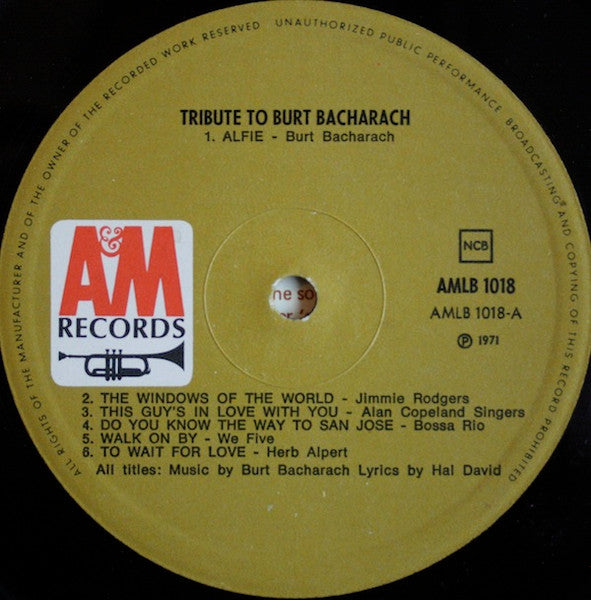 ALL RIGHTS OF THE MANUFACTURER AND OF THE OWNER OF THE RECORDED WORK RESERVED UNAUTHORIZED PUBLIC PERFORMANCE BROADCASTING AND COPYING OF THIS RECORD PROHIBITED
TRIBUTE TO BURT BACHARACH
1. ALFIE - Burt Bacharach
A&M
RECORDS
NCB
AMLB 1018
AMLB 1018-A
Ⓟ 1971
ne so
2. THE WINDOWS OF THE WORLD - Jimmie Rodgers
3. THIS GUY'S IN LOVE WITH YOU - Alan Copeland Singers
4. DO YOU KNOW THE WAY TO SAN JOSE - Bossa Rio
5. WALK ON BY - We Five
6. TO WAIT FOR LOVE - Herb Alpert
All titles: Music by Burt Bacharach Lyrics by Hal David